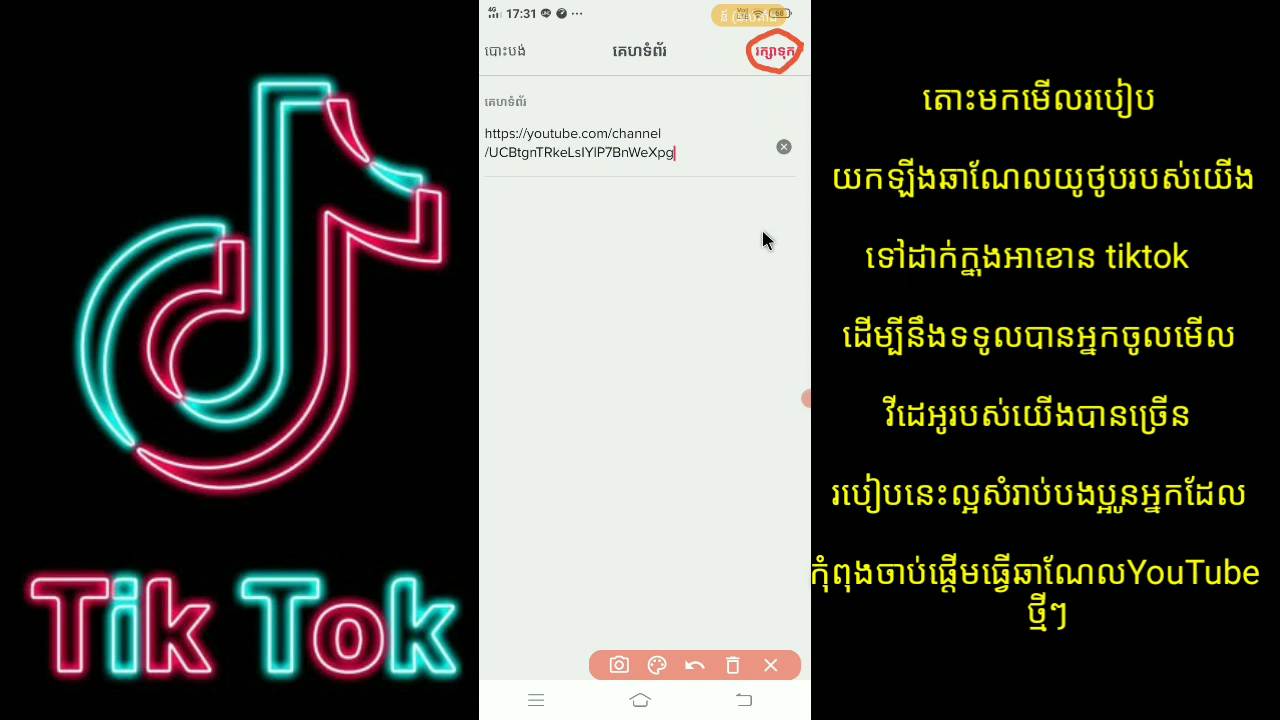 Tik Tok
4G 17:31 ... 68
បោះបង់ គេហទំព័រ រក្សាទុក
គេហទំព័រ
https://youtube.com/channel
/UCBtgnTRkeLsIYlP7BnWeXpg
តោះមកមើលរបៀប
យកឡីងឆាណែលយូថូបរបស់យើង
ទៅដាក់ក្នុងអាខោន tiktok
ដើម្បីនឹងទទួលបានអ្នកចូលមើល
វីដេអូរបស់យើងបានច្រើន
របៀបនេះល្អសំរាប់បងប្អូនអ្នកដែល
កុំពុងចាប់ផ្តើមធ្វើឆាណែលYouTube
ថ្មីៗ